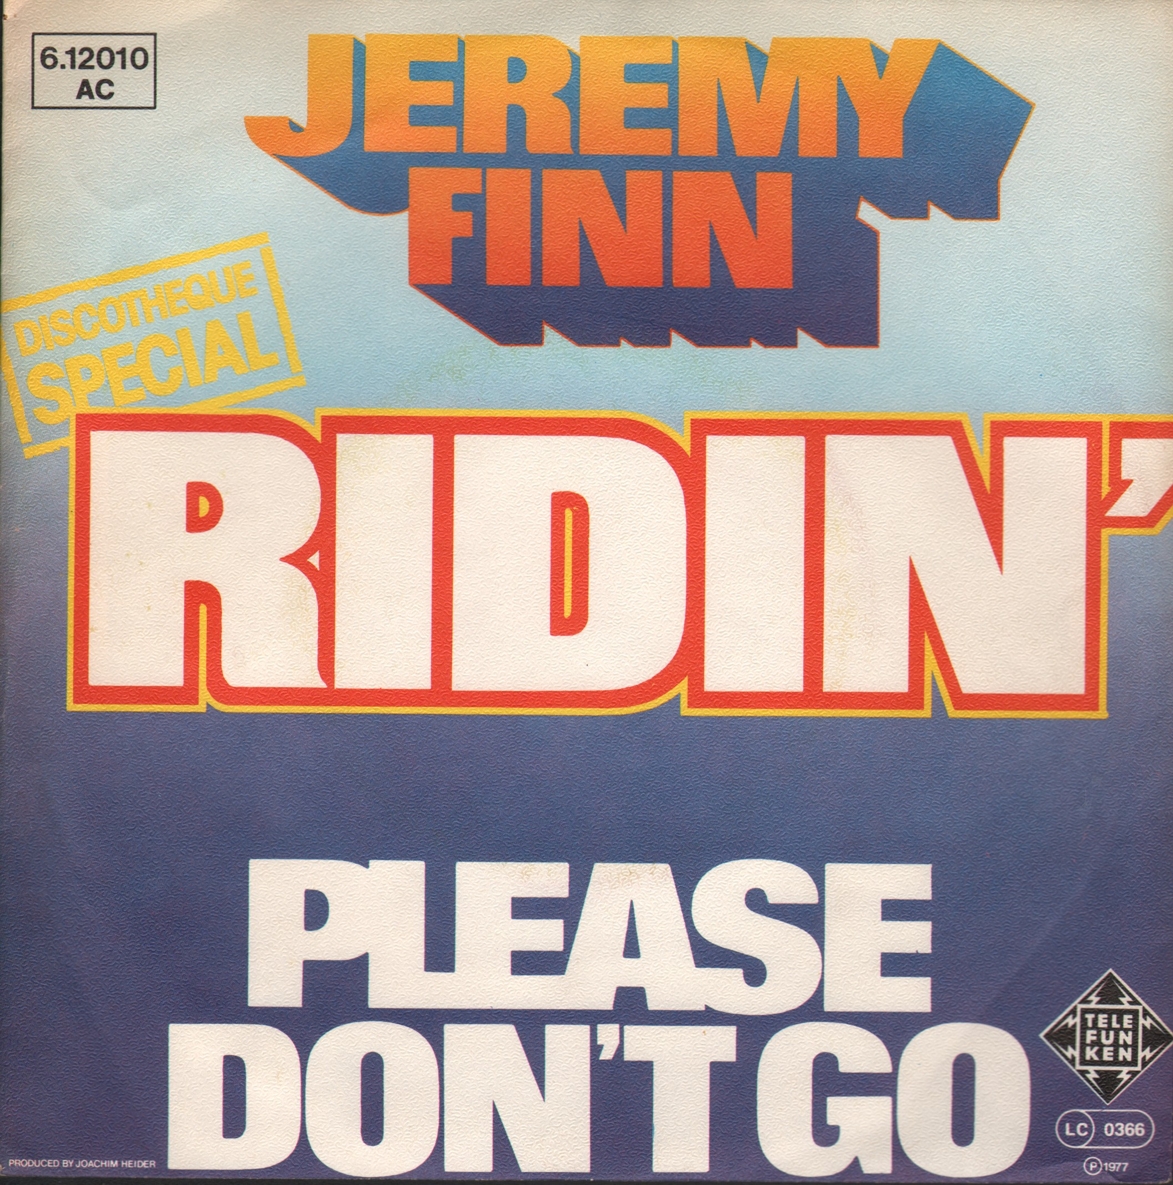 6.12010
AC
JEREMY
FINN
DISCOTHEQUE
SPECIAL
RIDIN'
PLEASE
DON'T GO
TELE
FUN
KEN
LC 0366
PRODUCED BY JOACHIM HEIDER
℗ 1977